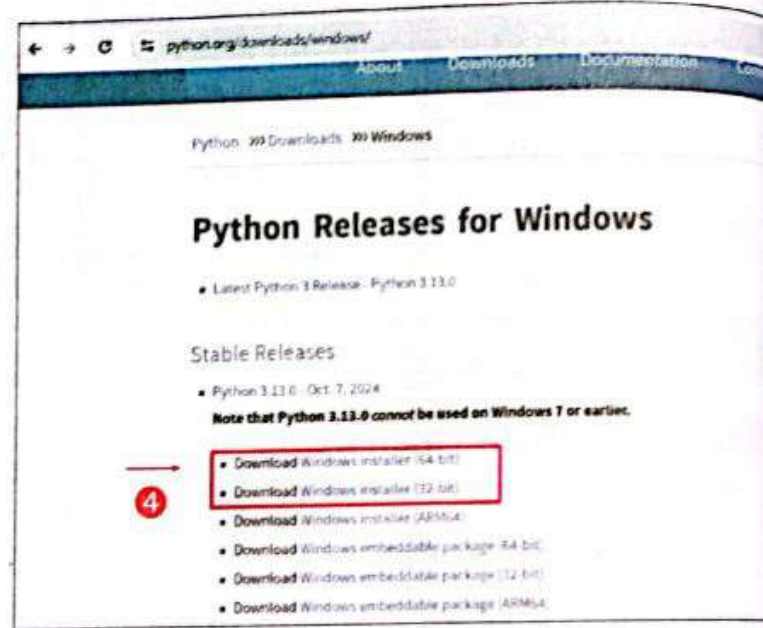 python.org/downloads/windows/
About Downloads Documentation
Python >>> Downloads >>> Windows
Python Releases for Windows
• Latest Python 3 Release - Python 3.13.0
Stable Releases
• Python 3.13.0 - Oct. 7, 2024
Note that Python 3.13.0 cannot be used on Windows 7 or earlier.
• Download Windows installer (64-bit)
4
• Download Windows installer (32-bit)
• Download Windows installer (ARM64)
• Download Windows embeddable package (64-bit)
• Download Windows embeddable package (32-bit)
• Download Windows embeddable package (ARM64)